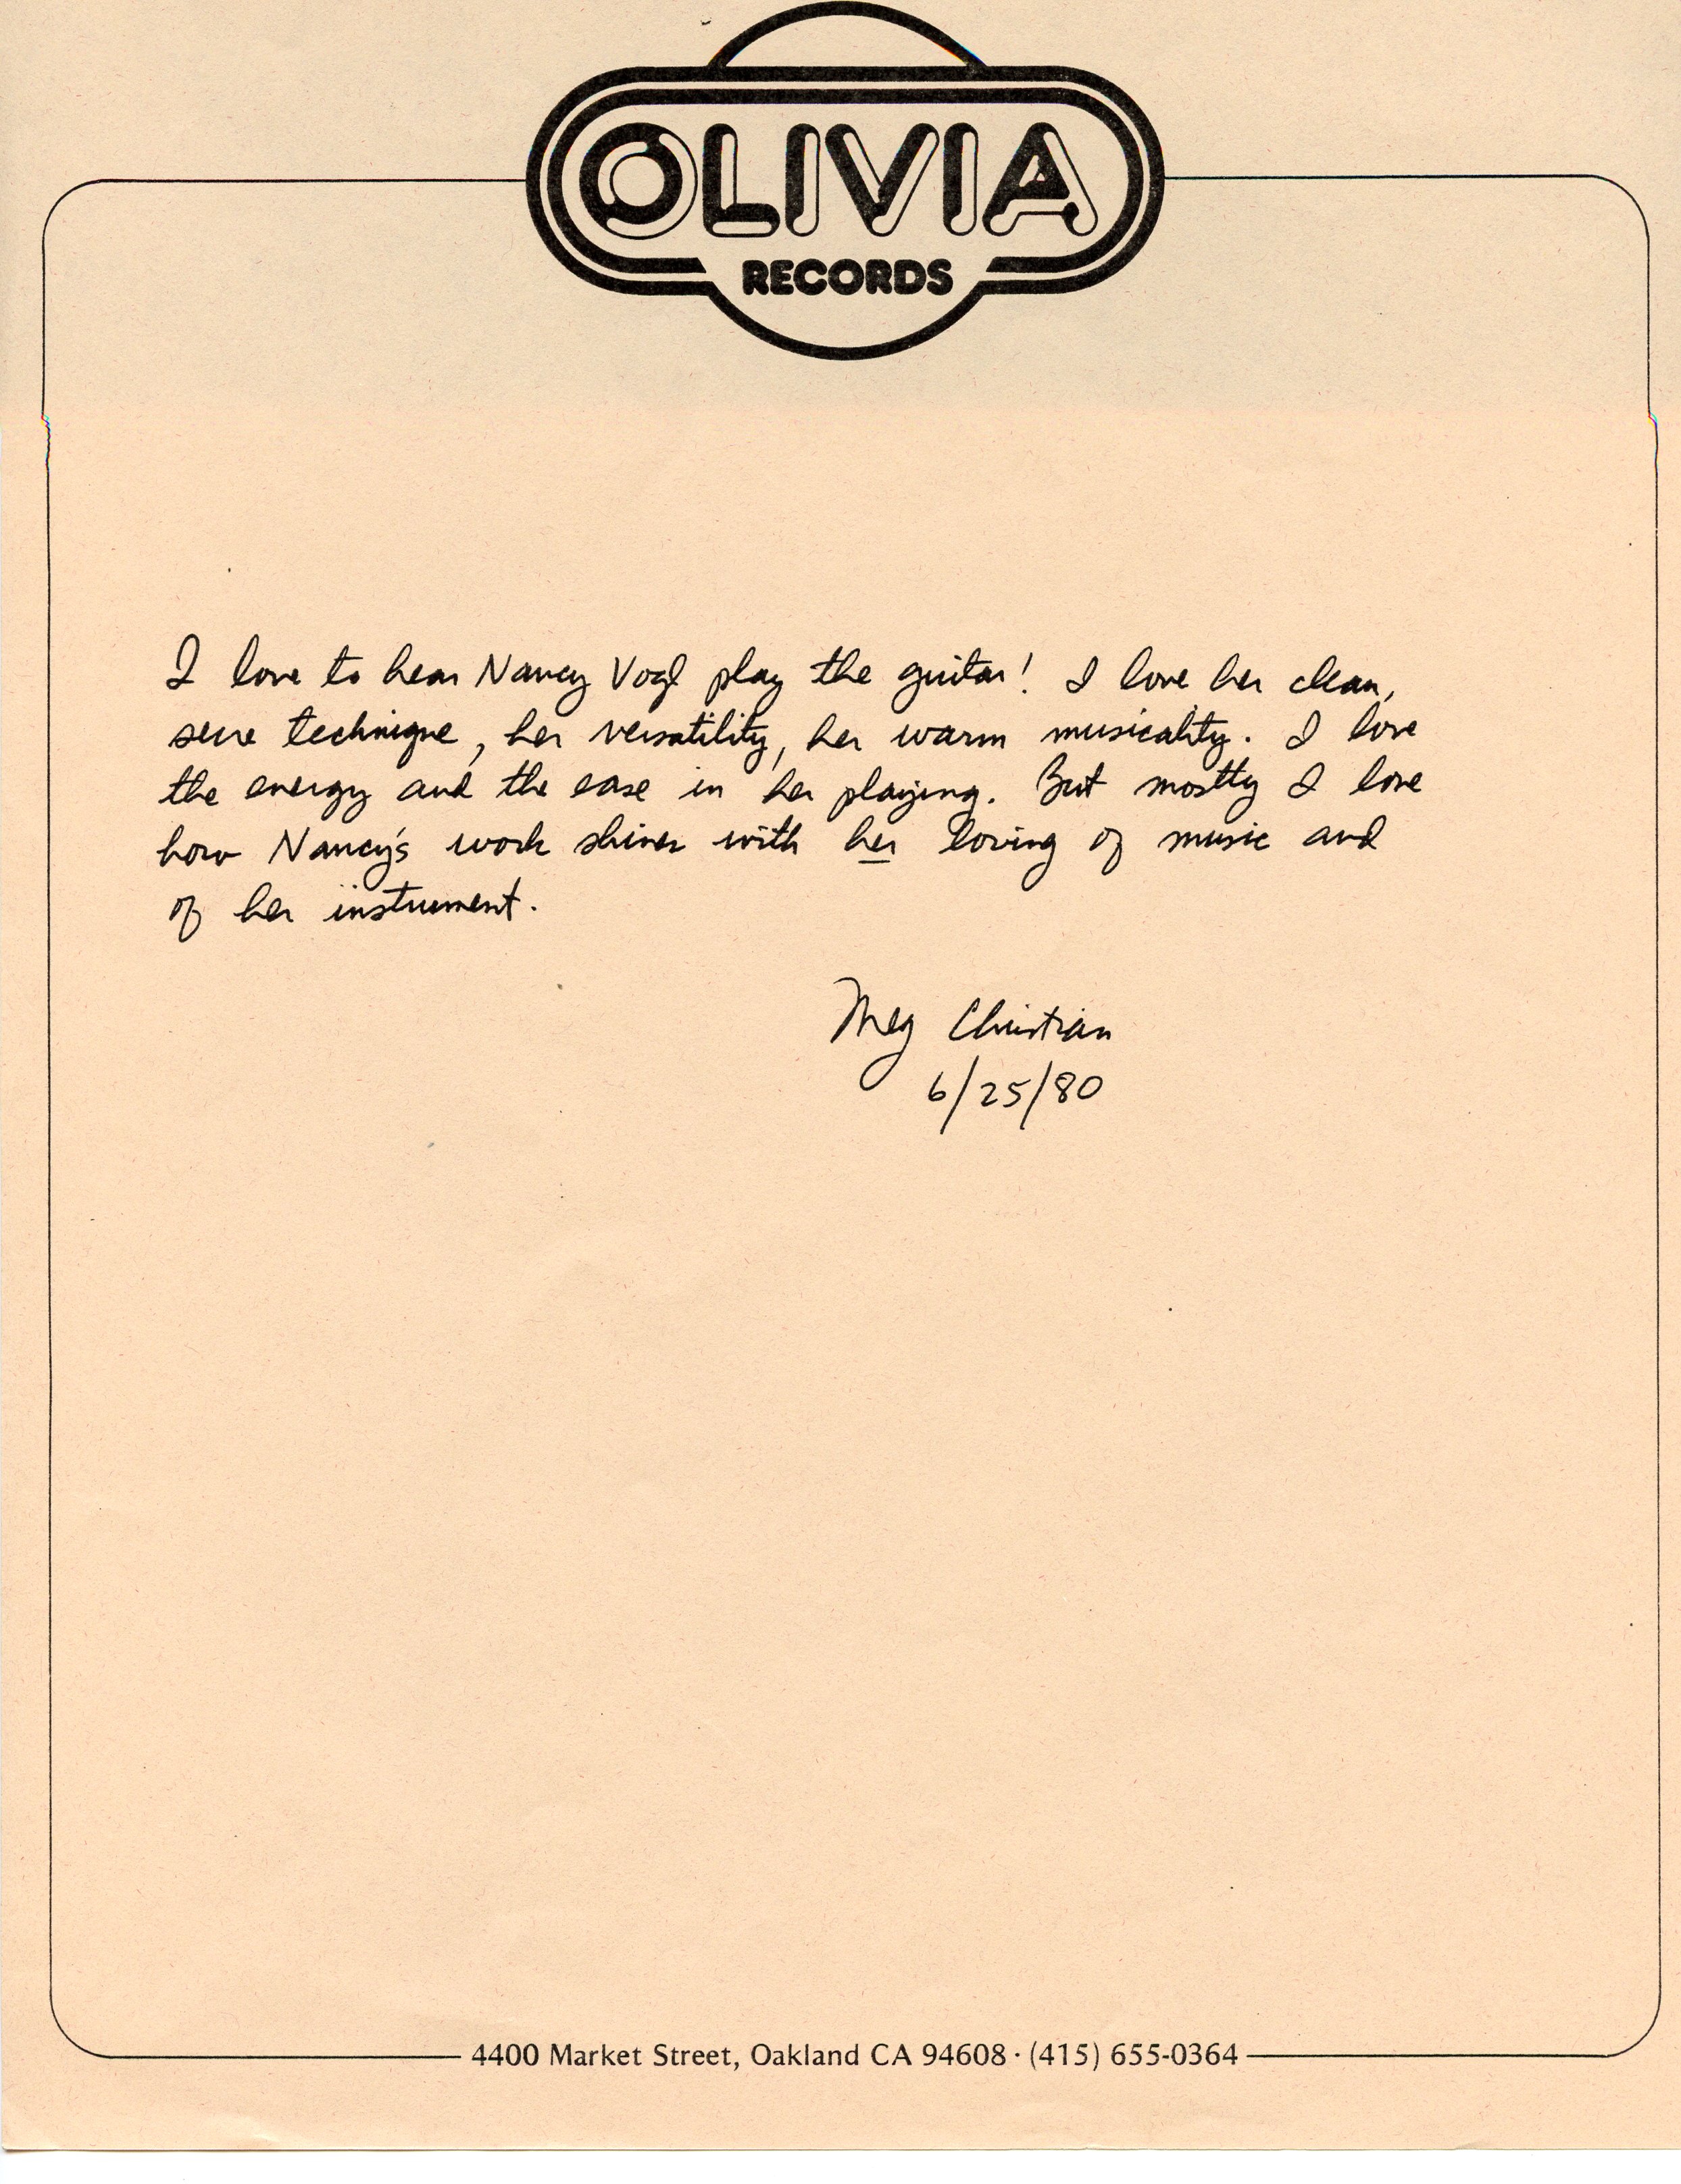 OLIVIA
RECORDS
I love to hear Nancy Vogl play the guitar! I love her clean,
sure technique, her versatility, her warm musicality. I love
the energy and the ease in her playing. But mostly I love
how Nancy's work shines with her loving of music and
of her instrument.
Meg Christian
6/25/80
4400 Market Street, Oakland CA 94608 · (415) 655-0364